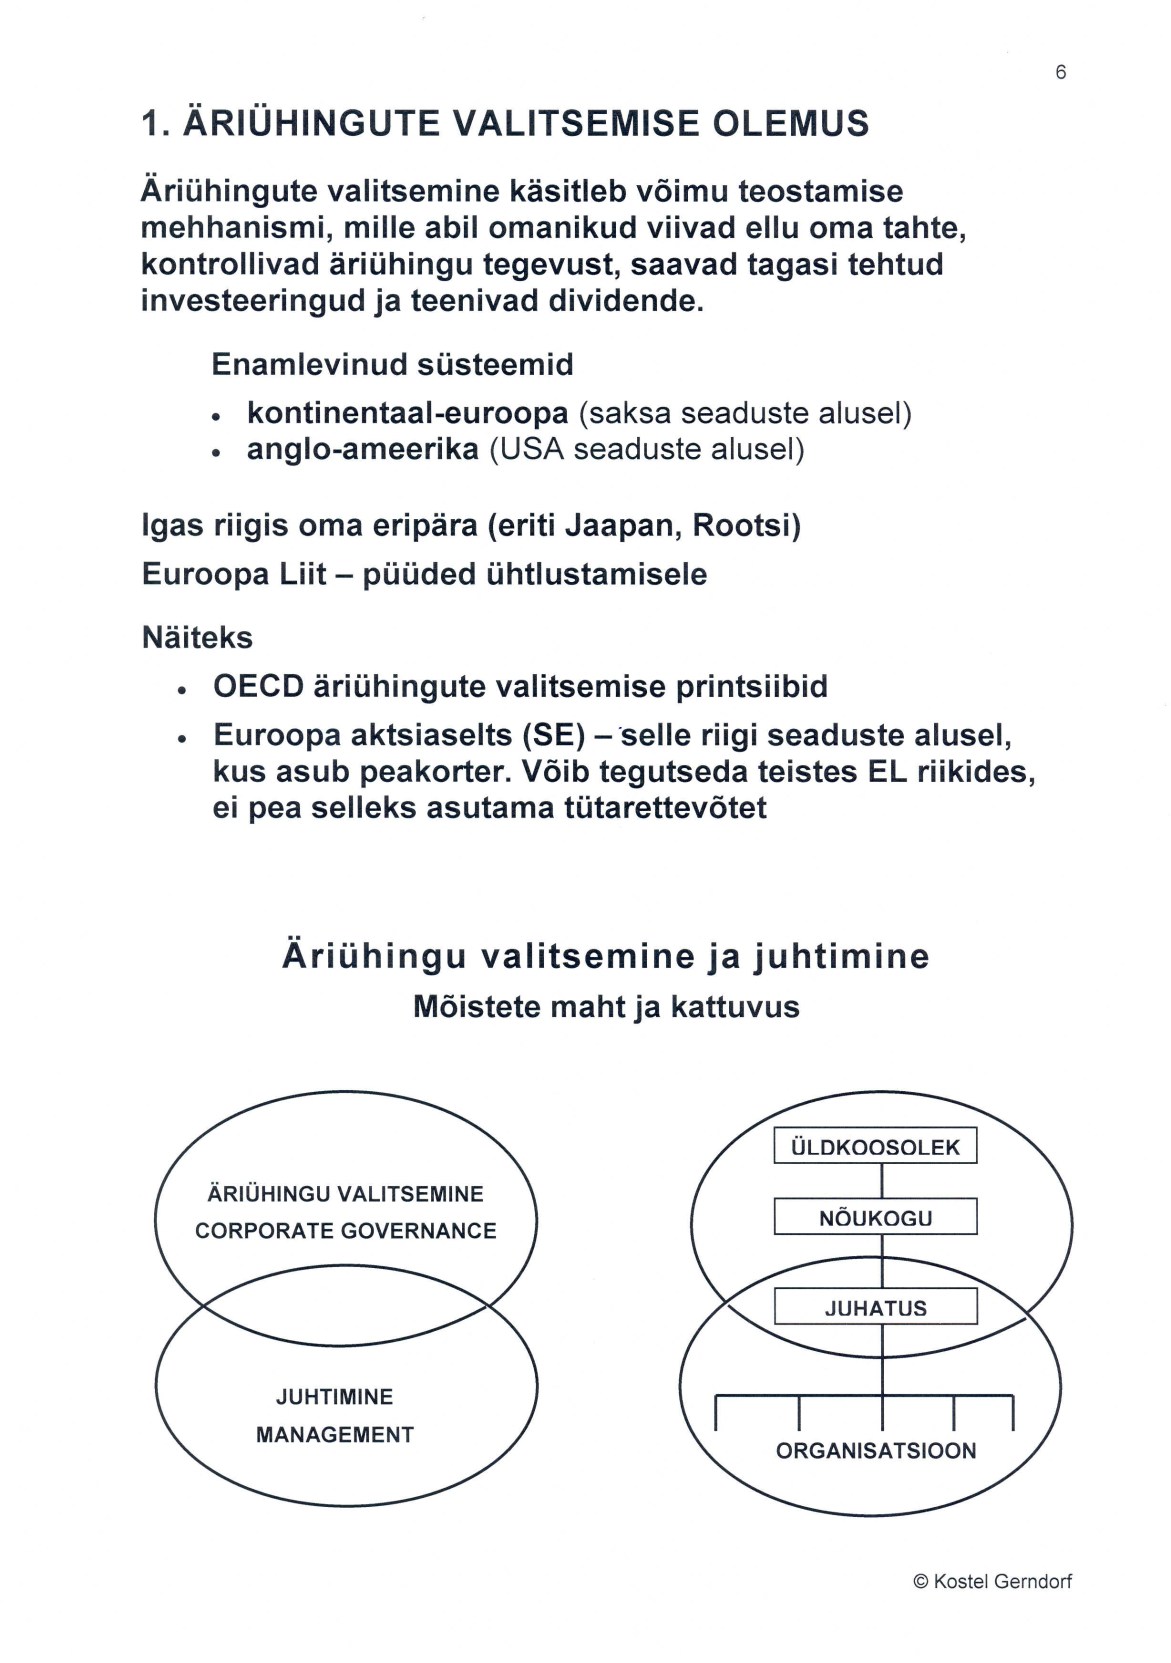 6
1. ÄRIÜHINGUTE VALITSEMISE OLEMUS
Äriühingute valitsemine käsitleb võimu teostamise
mehhanismi, mille abil omanikud viivad ellu oma tahte,
kontrollivad äriühingu tegevust, saavad tagasi tehtud
investeeringud ja teenivad dividende.
Enamlevinud süsteemid
• kontinentaal-euroopa (saksa seaduste alusel)
• anglo-ameerika (USA seaduste alusel)
Igas riigis oma eripära (eriti Jaapan, Rootsi)
Euroopa Liit – püüded ühtlustamisele
Näiteks
• OECD äriühingute valitsemise printsiibid
• Euroopa aktsiaselts (SE) – selle riigi seaduste alusel,
kus asub peakorter. Võib tegutseda teistes EL riikides,
ei pea selleks asutama tütarettevõtet
Äriühingu valitsemine ja juhtimine
Mõistete maht ja kattuvus
ÄRIÜHINGU VALITSEMINE
CORPORATE GOVERNANCE
JUHTIMINE
MANAGEMENT
ÜLDKOOSOLEK
NÕUKOGU
JUHATUS
ORGANISATSIOON
© Kostel Gerndorf